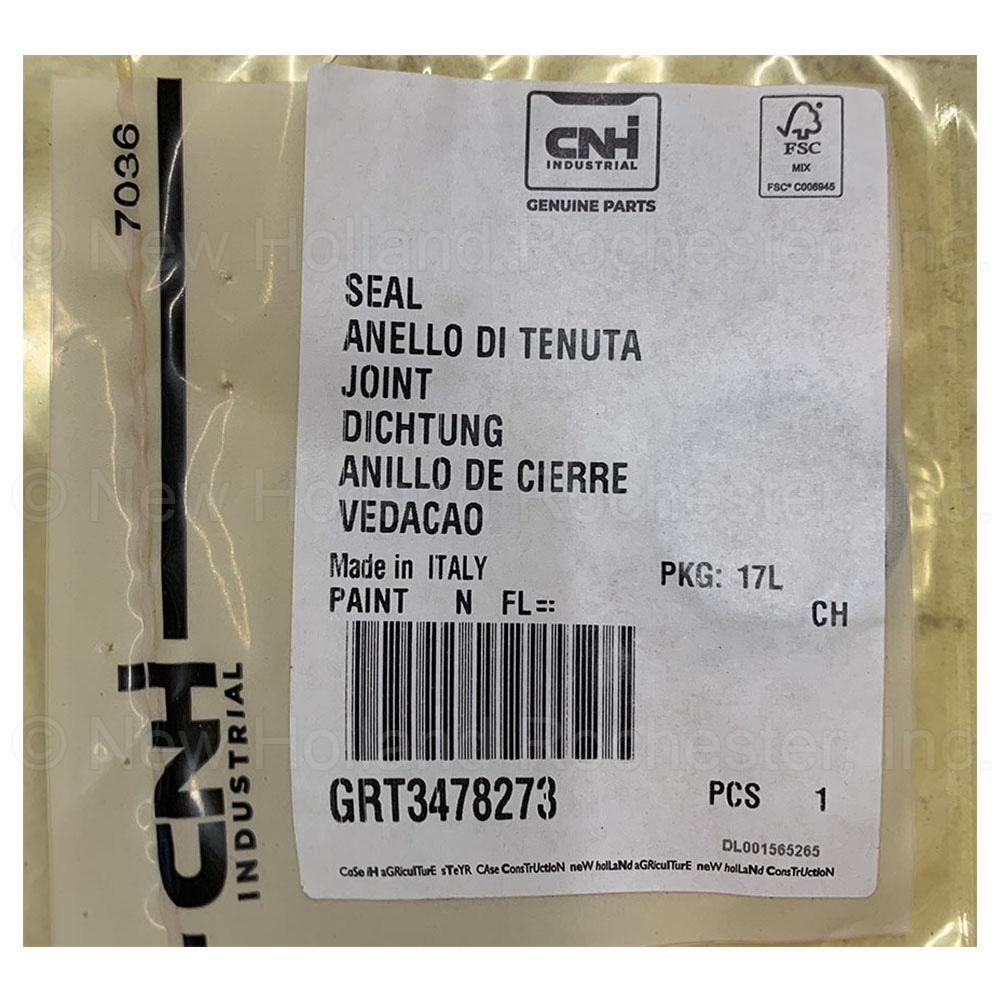 7036
CNH
INDUSTRIAL
CNH
INDUSTRIAL
GENUINE PARTS
FSC
MIX
FSC® C006945
SEAL
ANELLO DI TENUTA
JOINT
DICHTUNG
ANILLO DE CIERRE
VEDACAO
Made in ITALY
PKG: 17L
PAINT N FL==
CH
GRT3478273
PCS 1
DL001565265
CaSe iH aGRicuLTurE sTeYR CAse ConsTrUctioN neW hoLLaNd aGRicuLTurE neW hoLLaNd ConsTrUctioN
© New Holland Rochester, Inc.
© New Holland Rochester, Inc.
© New Holland Rochester, Inc.